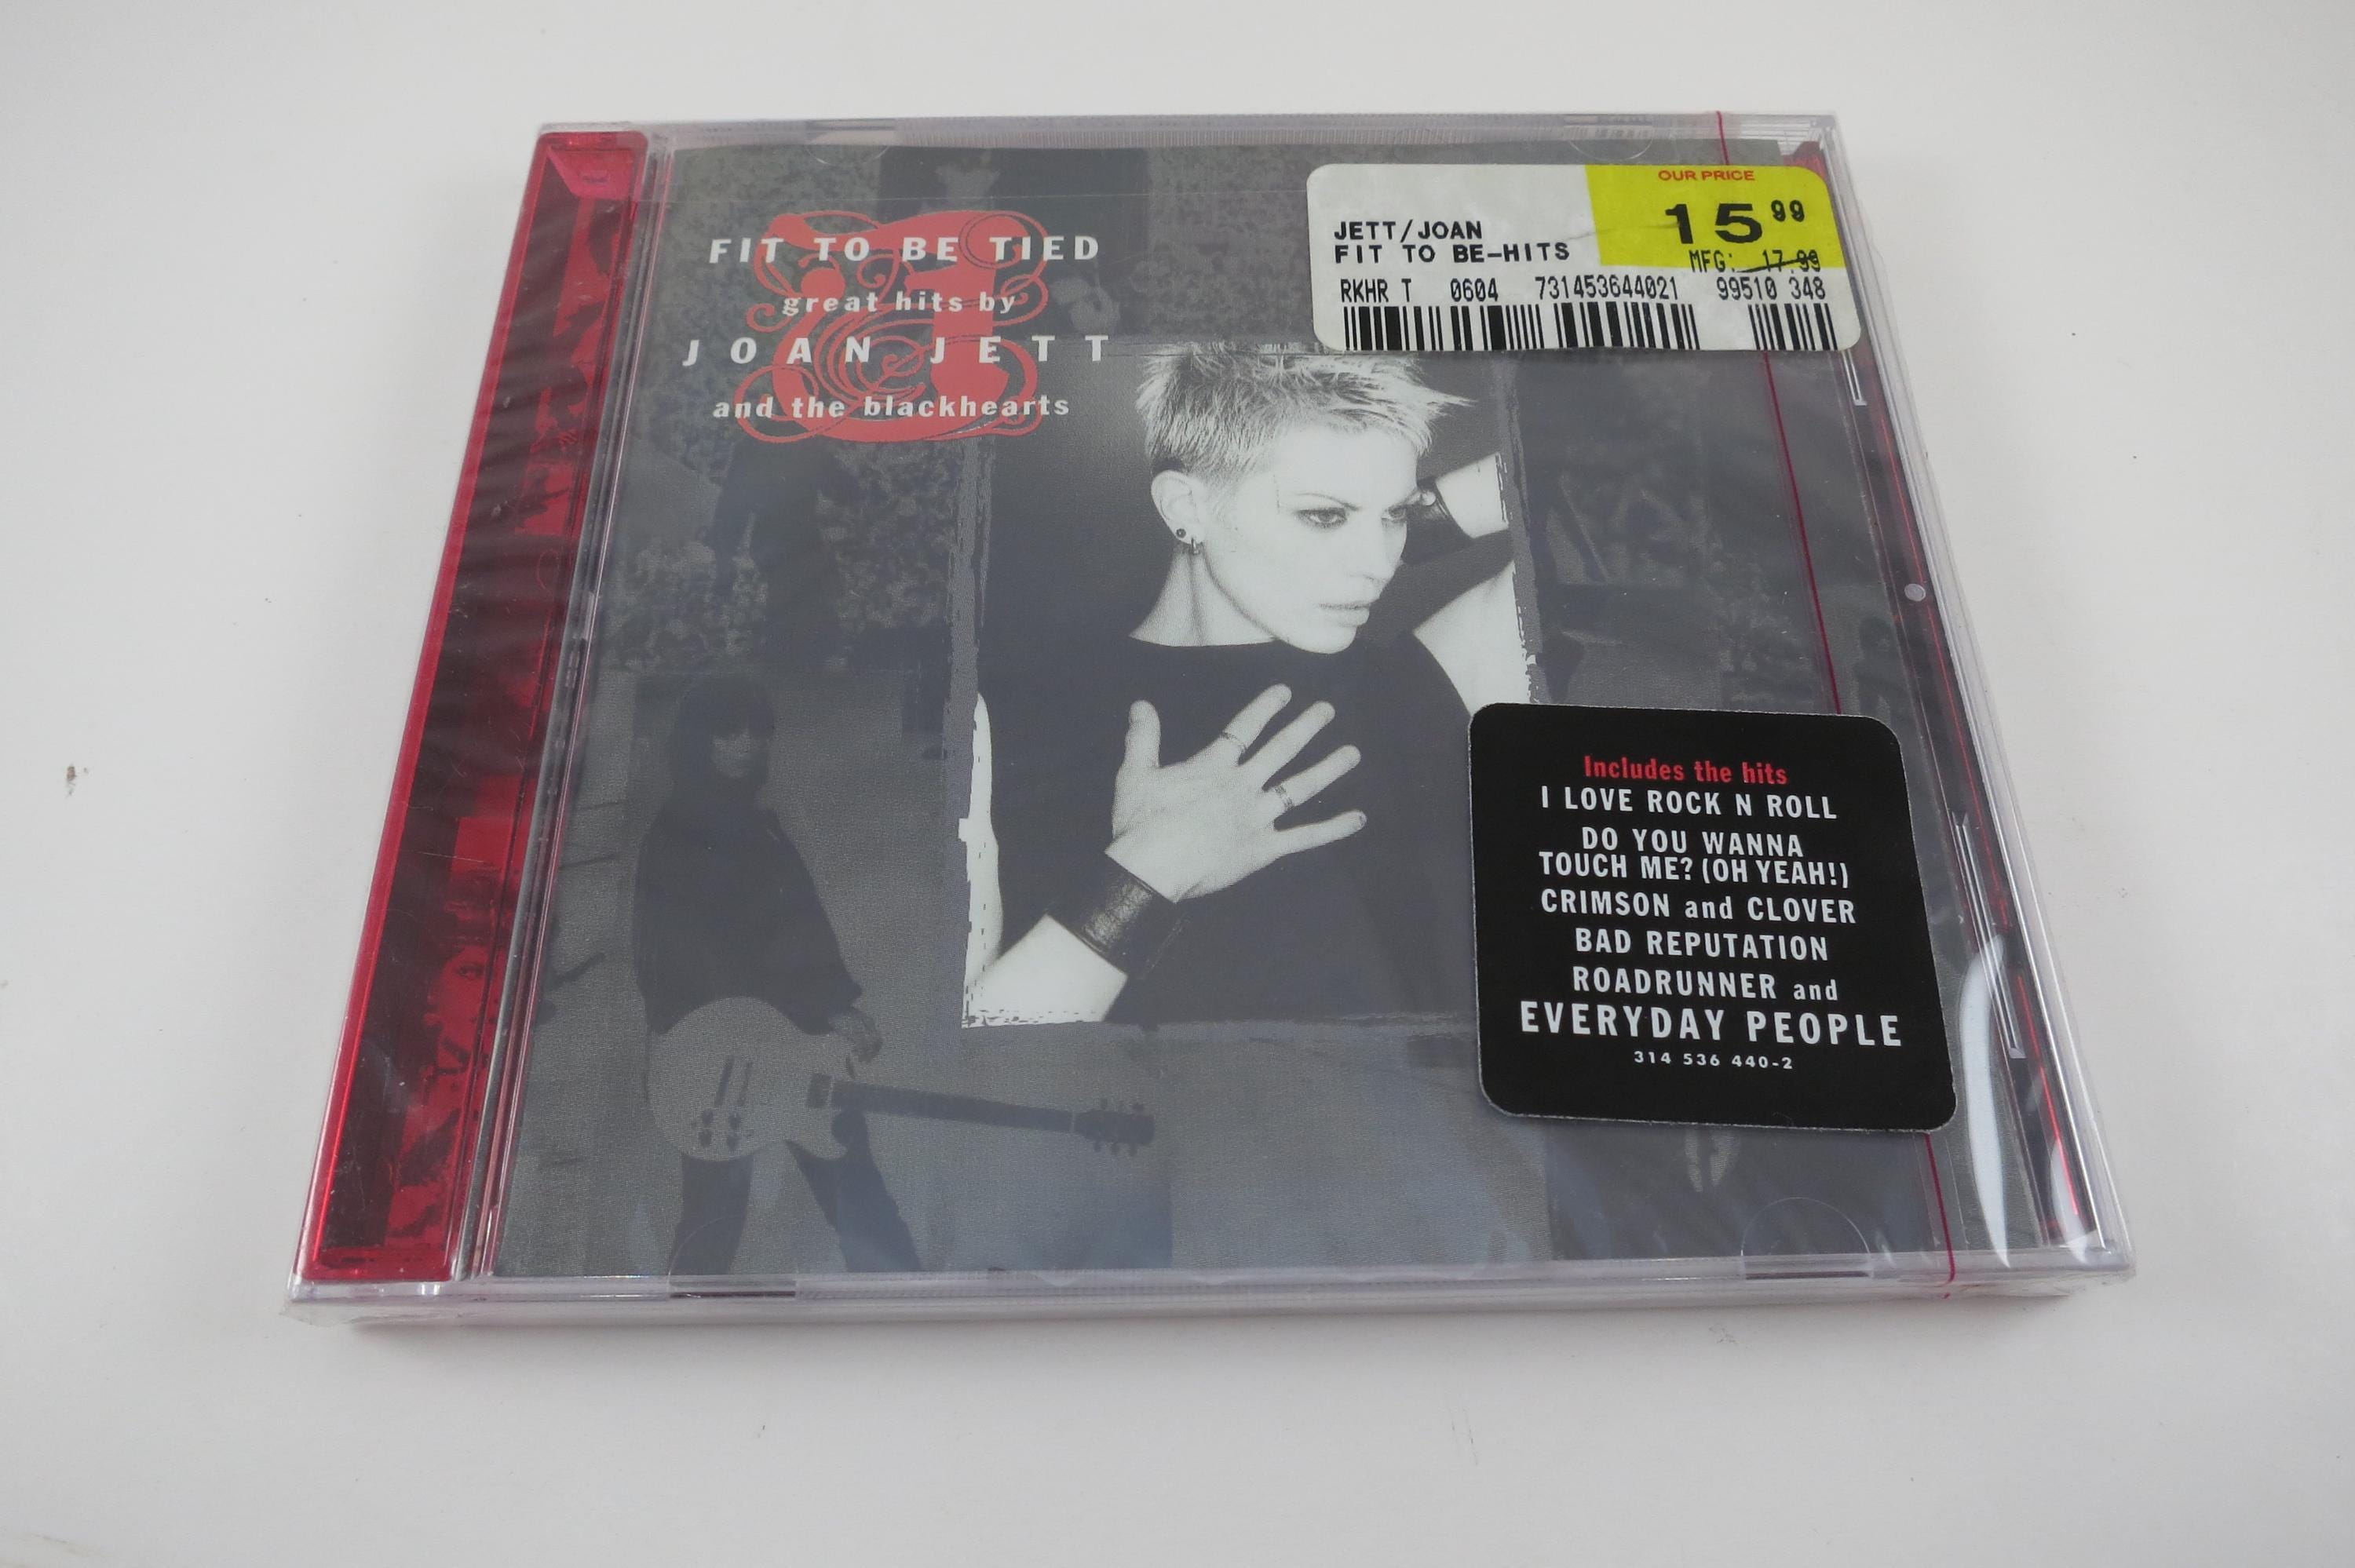 FIT TO BE TIED
great hits by
JOAN JETT
and the blackhearts
OUR PRICE
15 99
JETT/JOAN
FIT TO BE-HITS
MFG: 17.99
RKHR T 0604 731453644021 99510 348
Includes the hits
I LOVE ROCK N ROLL
DO YOU WANNA
TOUCH ME? (OH YEAH!)
CRIMSON and CLOVER
BAD REPUTATION
ROADRUNNER and
EVERYDAY PEOPLE
314 536 440-2